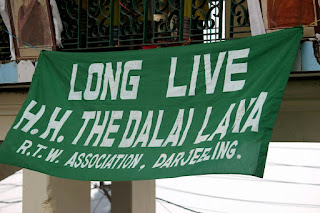 LONG LIVE
H.H. THE DALAI LAMA
R.T.W. ASSOCIATION, DARJEELING.